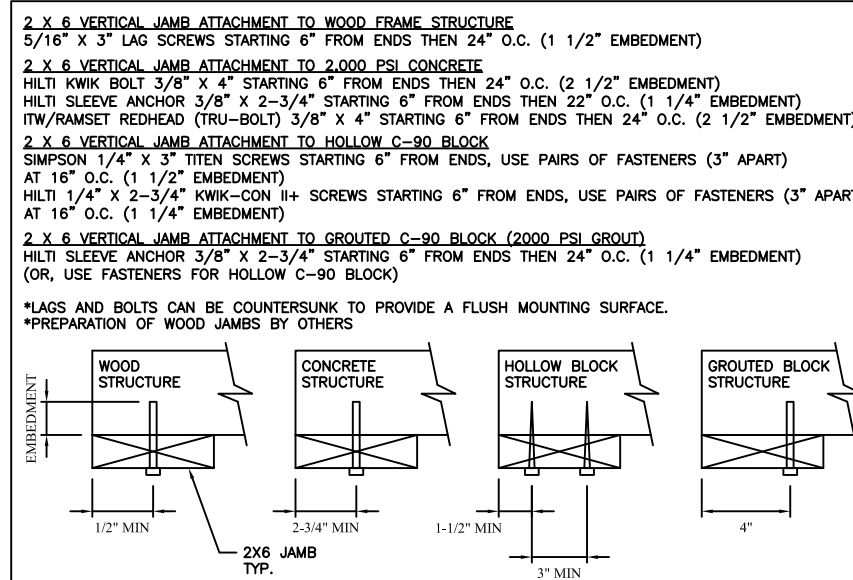 2 X 6 VERTICAL JAMB ATTACHMENT TO WOOD FRAME STRUCTURE
5/16" X 3" LAG SCREWS STARTING 6" FROM ENDS THEN 24" O.C. (1 1/2" EMBEDMENT)
2 X 6 VERTICAL JAMB ATTACHMENT TO 2,000 PSI CONCRETE
HILTI KWIK BOLT 3/8" X 4" STARTING 6" FROM ENDS THEN 24" O.C. (2 1/2" EMBEDMENT)
HILTI SLEEVE ANCHOR 3/8" X 2-3/4" STARTING 6" FROM ENDS THEN 22" O.C. (1 1/4" EMBEDMENT)
ITW/RAMSET REDHEAD (TRU-BOLT) 3/8" X 4" STARTING 6" FROM ENDS THEN 24" O.C. (2 1/2" EMBEDMENT)
2 X 6 VERTICAL JAMB ATTACHMENT TO HOLLOW C-90 BLOCK
SIMPSON 1/4" X 3" TITEN SCREWS STARTING 6" FROM ENDS, USE PAIRS OF FASTENERS (3" APART)
AT 16" O.C. (1 1/2" EMBEDMENT)
HILTI 1/4" X 2-3/4" KWIK-CON II+ SCREWS STARTING 6" FROM ENDS, USE PAIRS OF FASTENERS (3" APART
AT 16" O.C. (1 1/4" EMBEDMENT)
2 X 6 VERTICAL JAMB ATTACHMENT TO GROUTED C-90 BLOCK (2000 PSI GROUT)
HILTI SLEEVE ANCHOR 3/8" X 2-3/4" STARTING 6" FROM ENDS THEN 24" O.C. (1 1/4" EMBEDMENT)
(OR, USE FASTENERS FOR HOLLOW C-90 BLOCK)
*LAGS AND BOLTS CAN BE COUNTERSUNK TO PROVIDE A FLUSH MOUNTING SURFACE.
*PREPARATION OF WOOD JAMBS BY OTHERS
EMBEDMENT
WOOD
STRUCTURE
CONCRETE
STRUCTURE
HOLLOW BLOCK
STRUCTURE
GROUTED BLOCK
STRUCTURE
1/2" MIN
2-3/4" MIN
1-1/2" MIN
4"
2X6 JAMB
TYP.
3" MIN